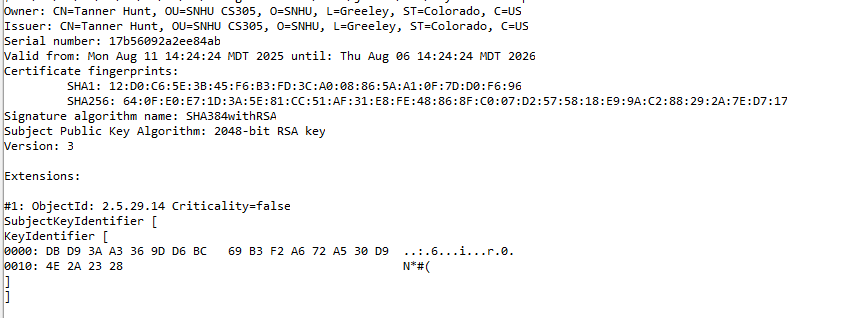 Owner: CN=Tanner Hunt, OU=SNHU CS305, O=SNHU, L=Greeley, ST=Colorado, C=US
Issuer: CN=Tanner Hunt, OU=SNHU CS305, O=SNHU, L=Greeley, ST=Colorado, C=US
Serial number: 17b56092a2ee84ab
Valid from: Mon Aug 11 14:24:24 MDT 2025 until: Thu Aug 06 14:24:24 MDT 2026
Certificate fingerprints:
SHA1: 12:D0:C6:5E:3B:45:F6:B3:FD:3C:A0:08:86:5A:A1:0F:7D:D0:F6:96
SHA256: 64:0F:E0:E7:1D:3A:5E:81:CC:51:AF:31:E8:FE:48:86:8F:C0:07:D2:57:58:18:E9:9A:C2:88:29:2A:7E:D7:17
Signature algorithm name: SHA384withRSA
Subject Public Key Algorithm: 2048-bit RSA key
Version: 3
Extensions:
#1: ObjectId: 2.5.29.14 Criticality=false
SubjectKeyIdentifier [
KeyIdentifier [
0000: DB D9 3A A3 36 9D D6 BC   69 B3 F2 A6 72 A5 30 D9  ..:.6...i...r.0.
0010: 4E 2A 23 28                                        N*#(
]
]